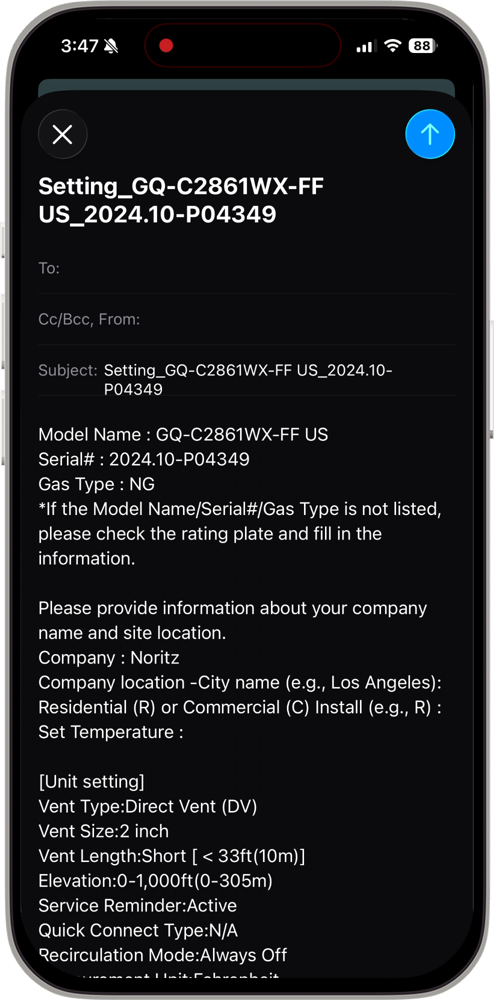 3:47
88
Setting_GQ-C2861WX-FF
US_2024.10-P04349
To:
Cc/Bcc, From:
Subject: Setting_GQ-C2861WX-FF US_2024.10-
P04349
Model Name : GQ-C2861WX-FF US
Serial# : 2024.10-P04349
Gas Type : NG
*If the Model Name/Serial#/Gas Type is not listed,
please check the rating plate and fill in the
information.
Please provide information about your company
name and site location.
Company : Noritz
Company location -City name (e.g., Los Angeles):
Residential (R) or Commercial (C) Install (e.g., R) :
Set Temperature :
[Unit setting]
Vent Type:Direct Vent (DV)
Vent Size:2 inch
Vent Length:Short [ < 33ft(10m)]
Elevation:0-1,000ft(0-305m)
Service Reminder:Active
Quick Connect Type:N/A
Recirculation Mode:Always Off
Unit:Fahrenheit